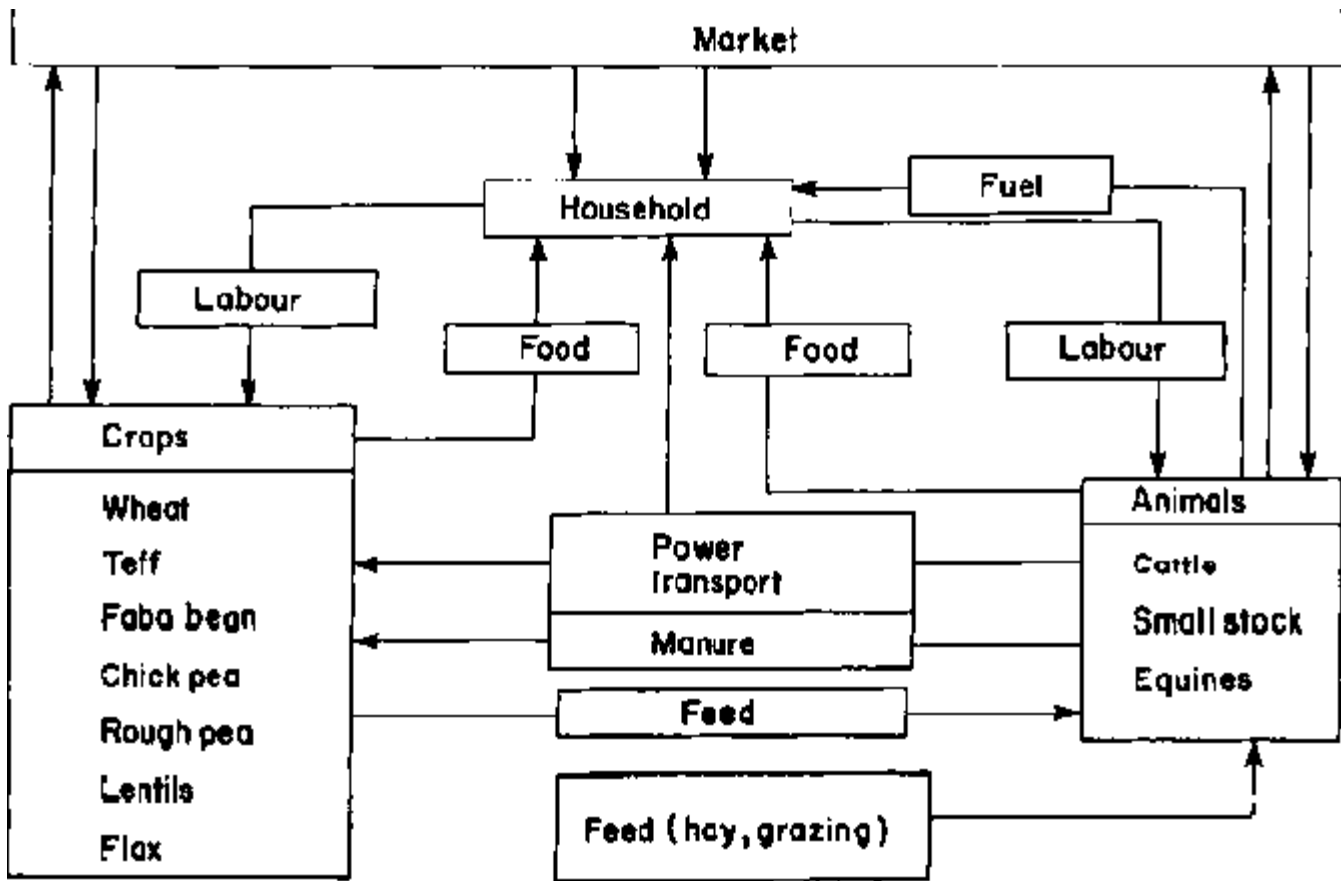 Market
Fuel
Household
Labour
Food
Food
Labour
Crops
Wheat
Teff
Faba bean
Chick pea
Rough pea
Lentils
Flax
Power
transport
Manure
Feed
Feed (hay, grazing)
Animals
Cattle
Small stock
Equines